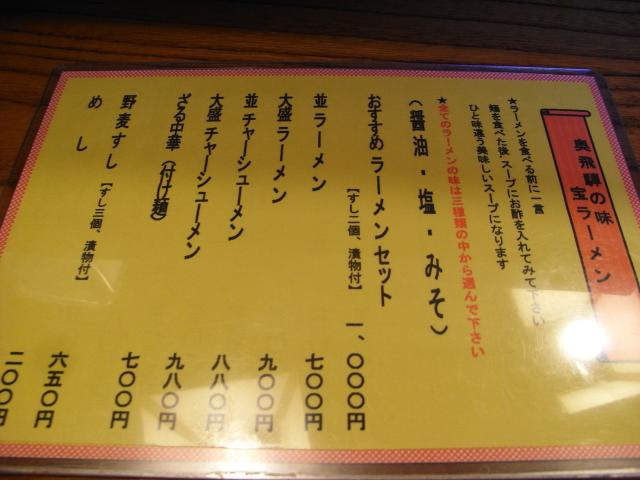 奥飛騨の味
宝ラーメン
★ラーメンを食べる前に一言
麺を食べた後、スープにお酢を入れてみて下さい
ひと味違う美味しいスープになります
★全てのラーメンの味は三種類の中から選んで下さい
(醤油・塩・みそ)
おすすめラーメンセット 一、〇〇〇円
[すし二個、漬物付]
並ラーメン 七〇〇円
大盛ラーメン 九〇〇円
並チャーシューメン 八八〇円
大盛チャーシューメン 九八〇円
ざる中華(付け麺) 七〇〇円
野麦すし[すし三個、漬物付] 六五〇円
めし 二〇〇円